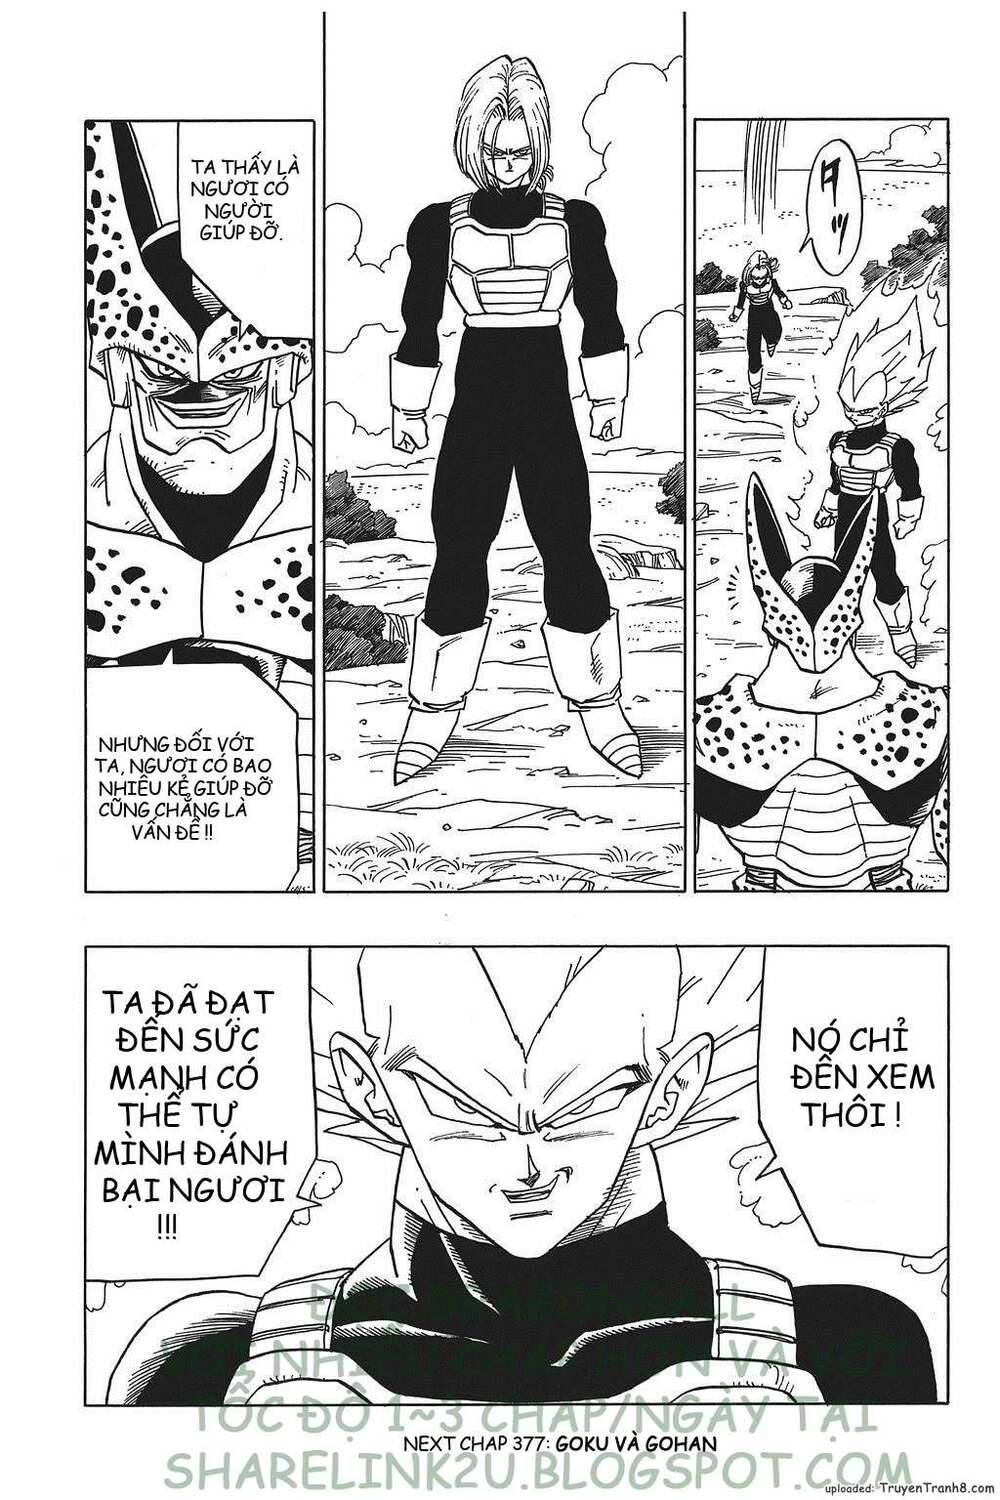 ダッ
TA THẤY LÀ
NGƯƠI CÓ
NGƯỜI
GIÚP ĐỠ.
NHƯNG ĐỐI VỚI
TA, NGƯƠI CÓ BAO
NHIÊU KẺ GIÚP ĐỠ
CŨNG CHẲNG LÀ
VẤN ĐỀ !!
NÓ CHỈ
ĐẾN XEM
THÔI !
TA ĐÃ ĐẠT
ĐẾN SỨC
MẠNH CÓ
THỂ TỰ
MÌNH ĐÁNH
BẠI NGƯƠI
!!!
TỐC ĐỘ 1~3 CHAP/NGÀY TẠI
NEXT CHAP 377: GOKU VÀ GOHAN
SHARELINK2U.BLOGSPOT.COM
uploaded: TruyenTranh8.com